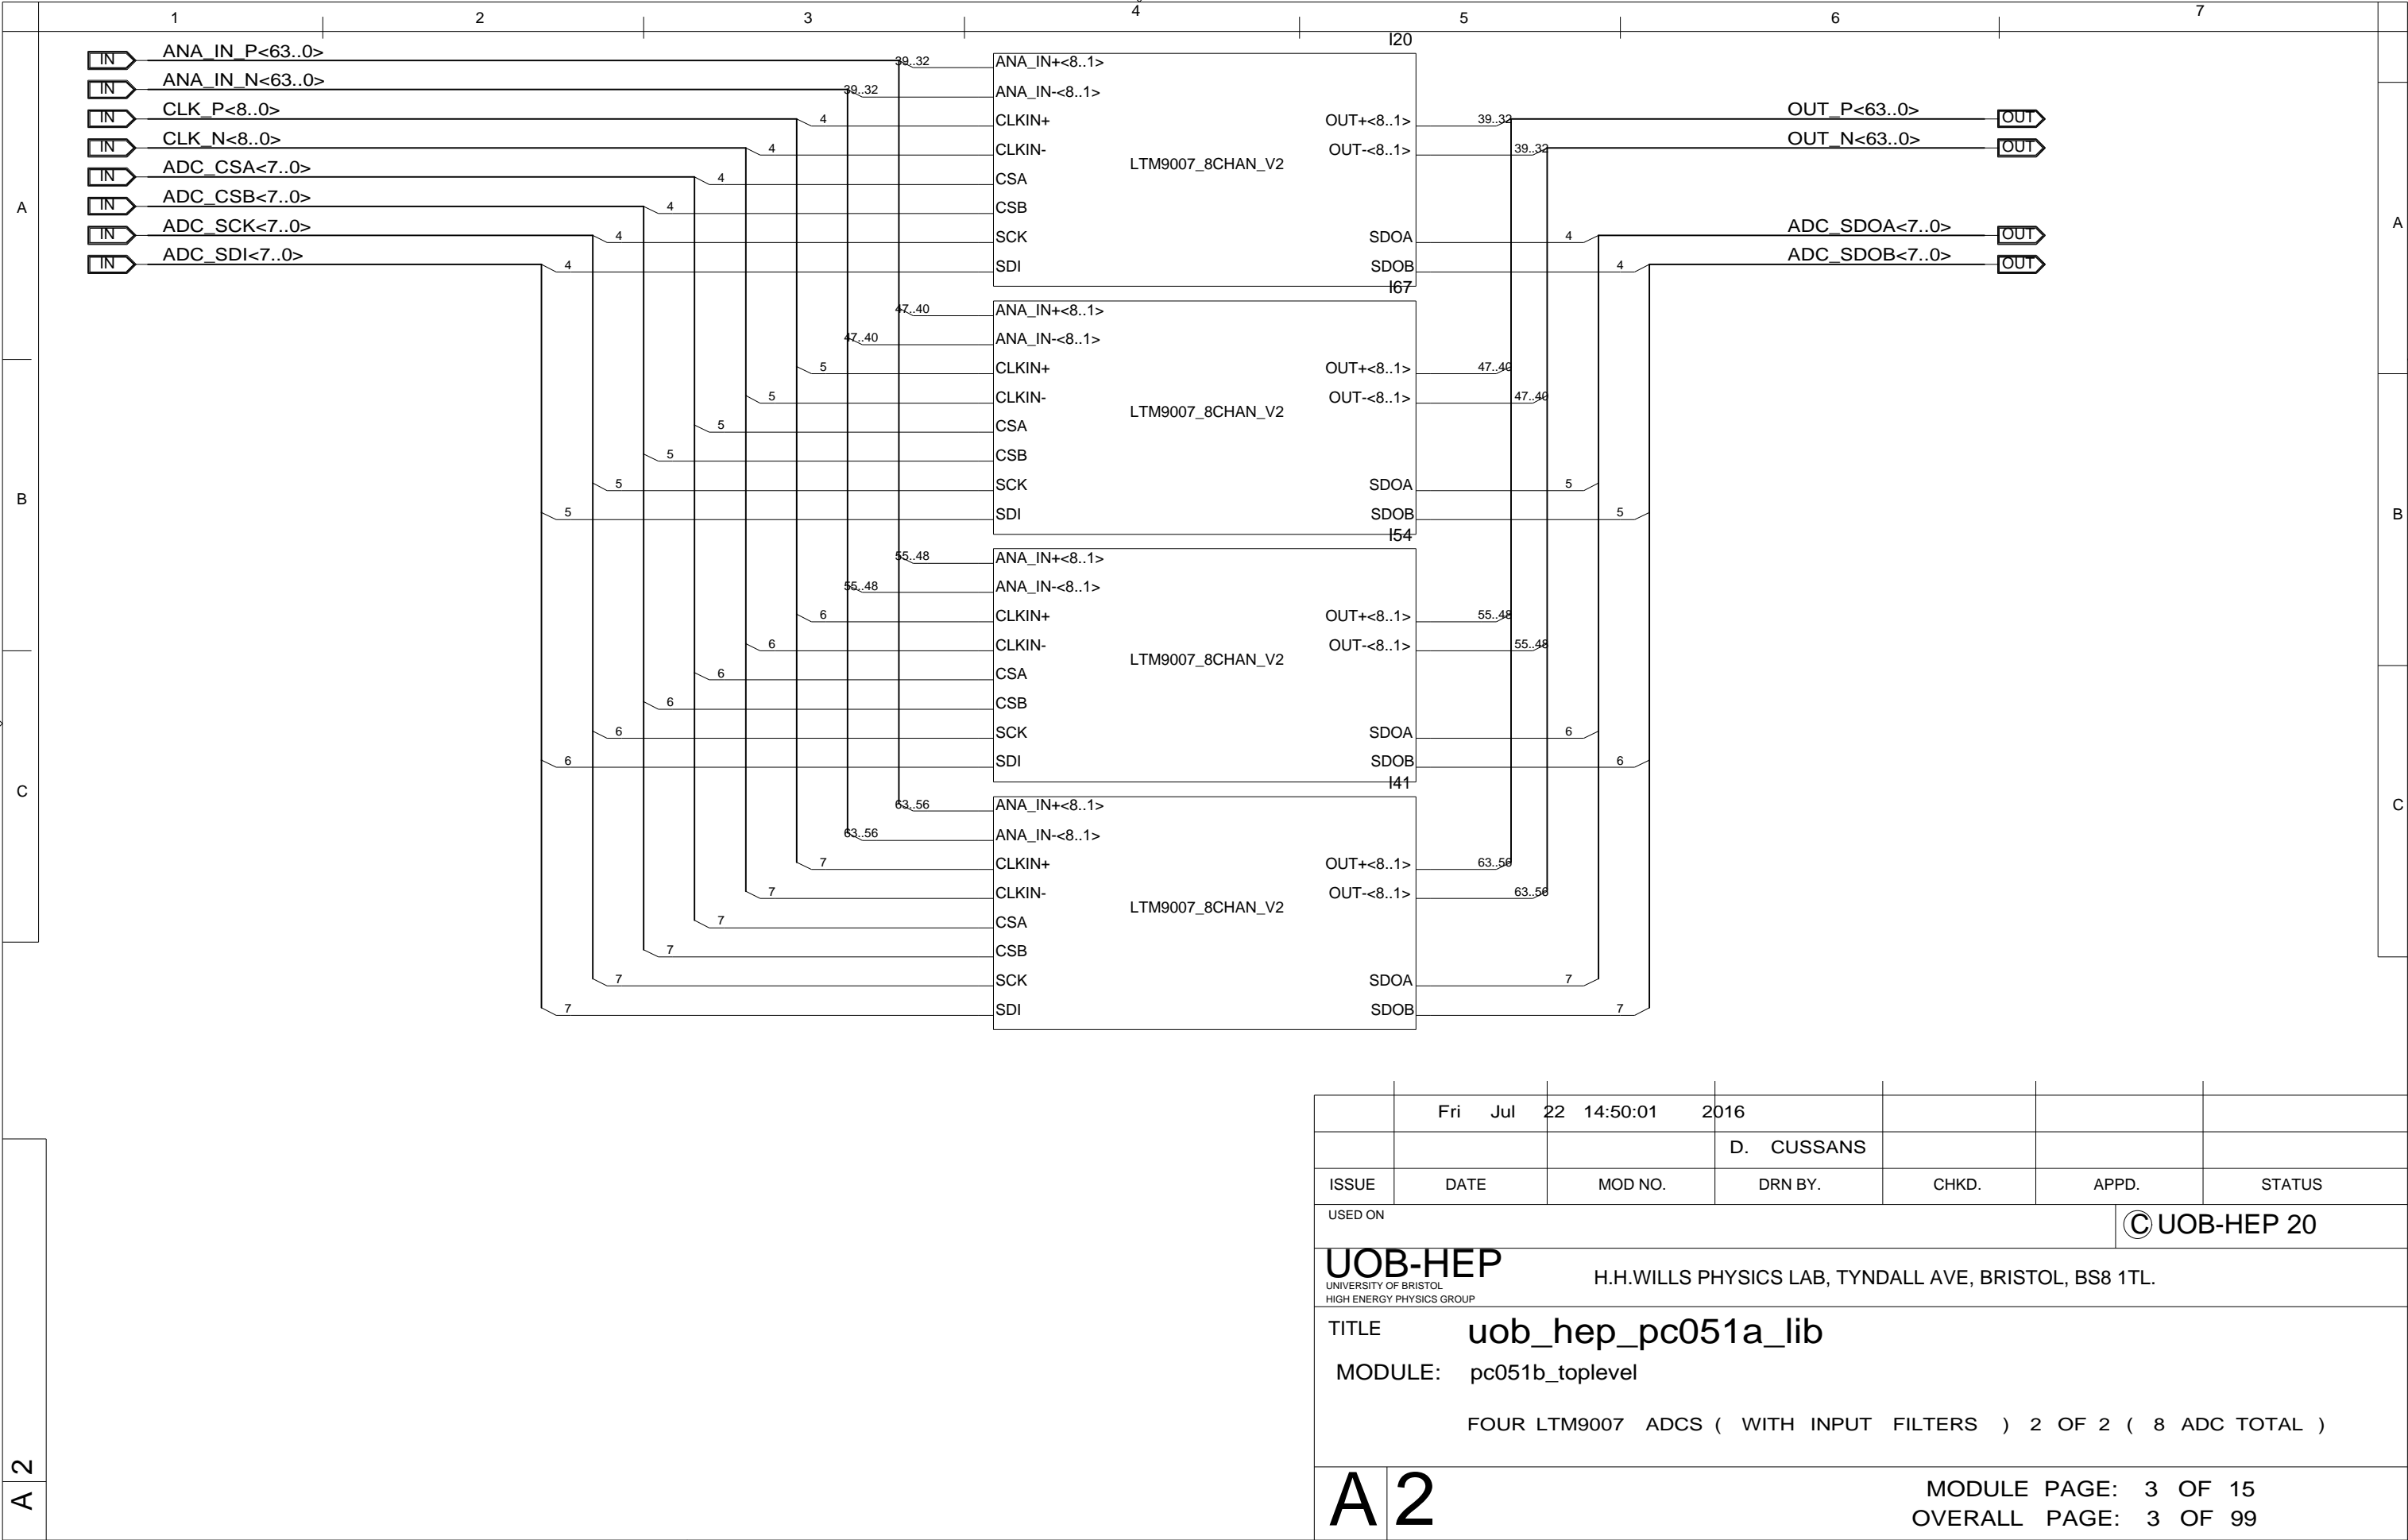 1 2 3 4 5 6 7
IN ANA_IN_P<63..0>
IN ANA_IN_N<63..0>
IN CLK_P<8..0>
IN CLK_N<8..0>
IN ADC_CSA<7..0>
IN ADC_CSB<7..0>
IN ADC_SCK<7..0>
IN ADC_SDI<7..0>
A
B
C
I20
39..32 ANA_IN+<8..1>
39..32 ANA_IN-<8..1>
4 CLKIN+ OUT+<8..1> 39..32
4 CLKIN- OUT-<8..1> 39..32
LTM9007_8CHAN_V2
4 CSA
4 CSB
4 SCK SDOA 4
4 SDI SDOB 4
I67
47..40 ANA_IN+<8..1>
47..40 ANA_IN-<8..1>
5 CLKIN+ OUT+<8..1> 47..40
5 CLKIN- OUT-<8..1> 47..40
LTM9007_8CHAN_V2
5 CSA
5 CSB
5 SCK SDOA 5
5 SDI SDOB 5
I54
55..48 ANA_IN+<8..1>
55..48 ANA_IN-<8..1>
6 CLKIN+ OUT+<8..1> 55..48
6 CLKIN- OUT-<8..1> 55..48
LTM9007_8CHAN_V2
6 CSA
6 CSB
6 SCK SDOA 6
6 SDI SDOB 6
I41
63..56 ANA_IN+<8..1>
63..56 ANA_IN-<8..1>
7 CLKIN+ OUT+<8..1> 63..56
7 CLKIN- OUT-<8..1> 63..56
LTM9007_8CHAN_V2
7 CSA
7 CSB
7 SCK SDOA 7
7 SDI SDOB 7
OUT_P<63..0> OUT
OUT_N<63..0> OUT
ADC_SDOA<7..0> OUT
ADC_SDOB<7..0> OUT
A
B
C
Fri Jul 22 14:50:01 2016
D. CUSSANS
ISSUE DATE MOD NO. DRN BY. CHKD. APPD. STATUS
USED ON
© UOB-HEP 20
UOB-HEP
UNIVERSITY OF BRISTOL
HIGH ENERGY PHYSICS GROUP
H.H.WILLS PHYSICS LAB, TYNDALL AVE, BRISTOL, BS8 1TL.
TITLE uob_hep_pc051a_lib
MODULE: pc051b_toplevel
FOUR LTM9007 ADCS ( WITH INPUT FILTERS ) 2 OF 2 ( 8 ADC TOTAL )
A 2
MODULE PAGE: 3 OF 15
OVERALL PAGE: 3 OF 99
A 2